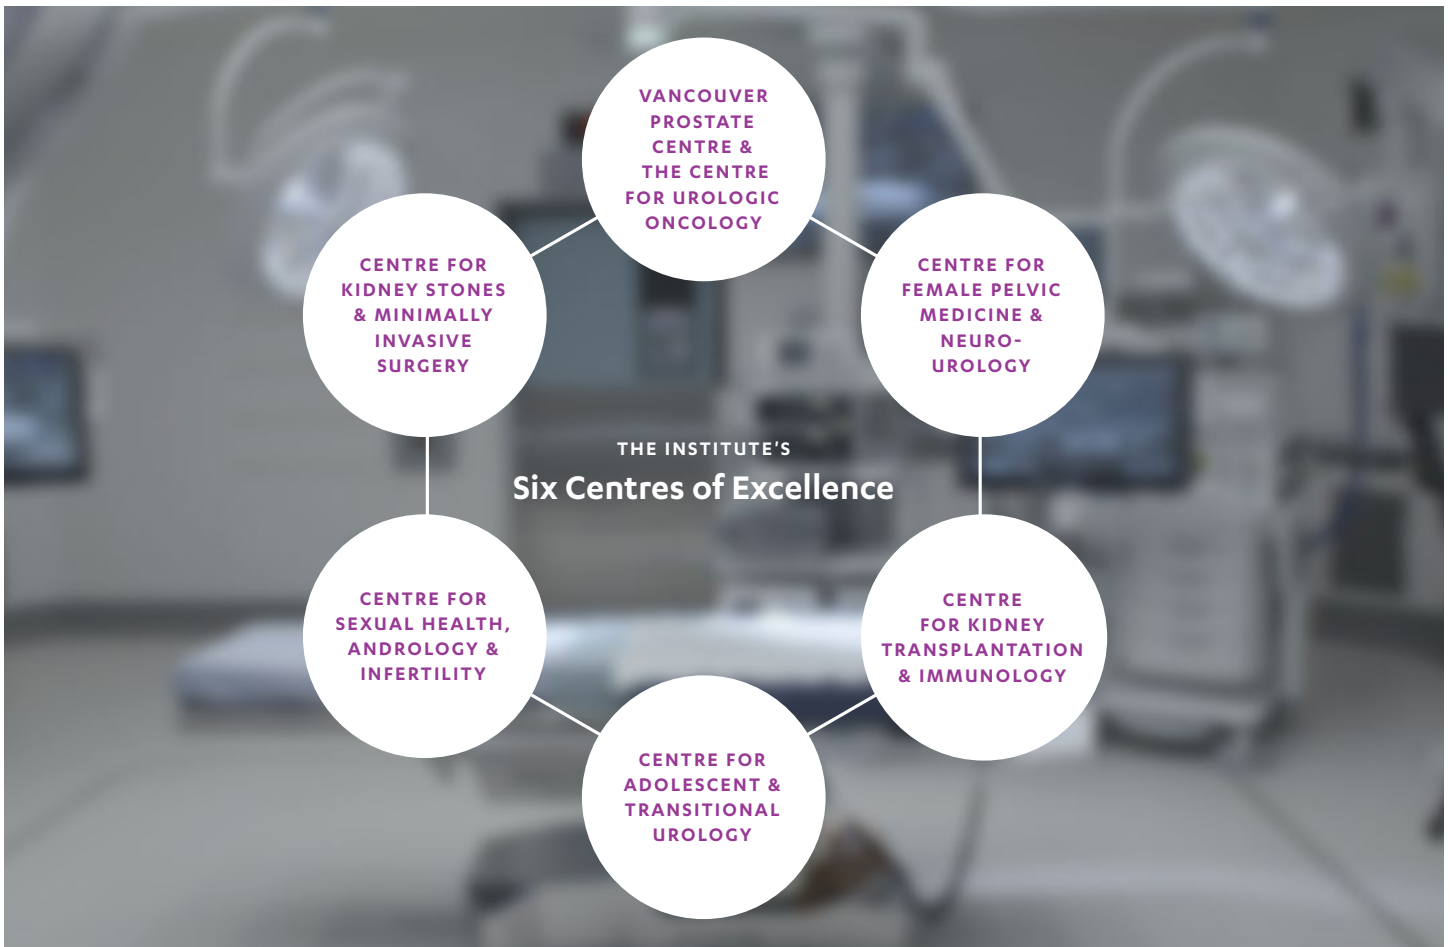 VANCOUVER
PROSTATE
CENTRE &
THE CENTRE
FOR UROLOGIC
ONCOLOGY
CENTRE FOR
KIDNEY STONES
& MINIMALLY
INVASIVE
SURGERY
CENTRE FOR
FEMALE PELVIC
MEDICINE &
NEURO-
UROLOGY
THE INSTITUTE'S
Six Centres of Excellence
CENTRE FOR
SEXUAL HEALTH,
ANDROLOGY &
INFERTILITY
CENTRE
FOR KIDNEY
TRANSPLANTATION
& IMMUNOLOGY
CENTRE FOR
ADOLESCENT &
TRANSITIONAL
UROLOGY